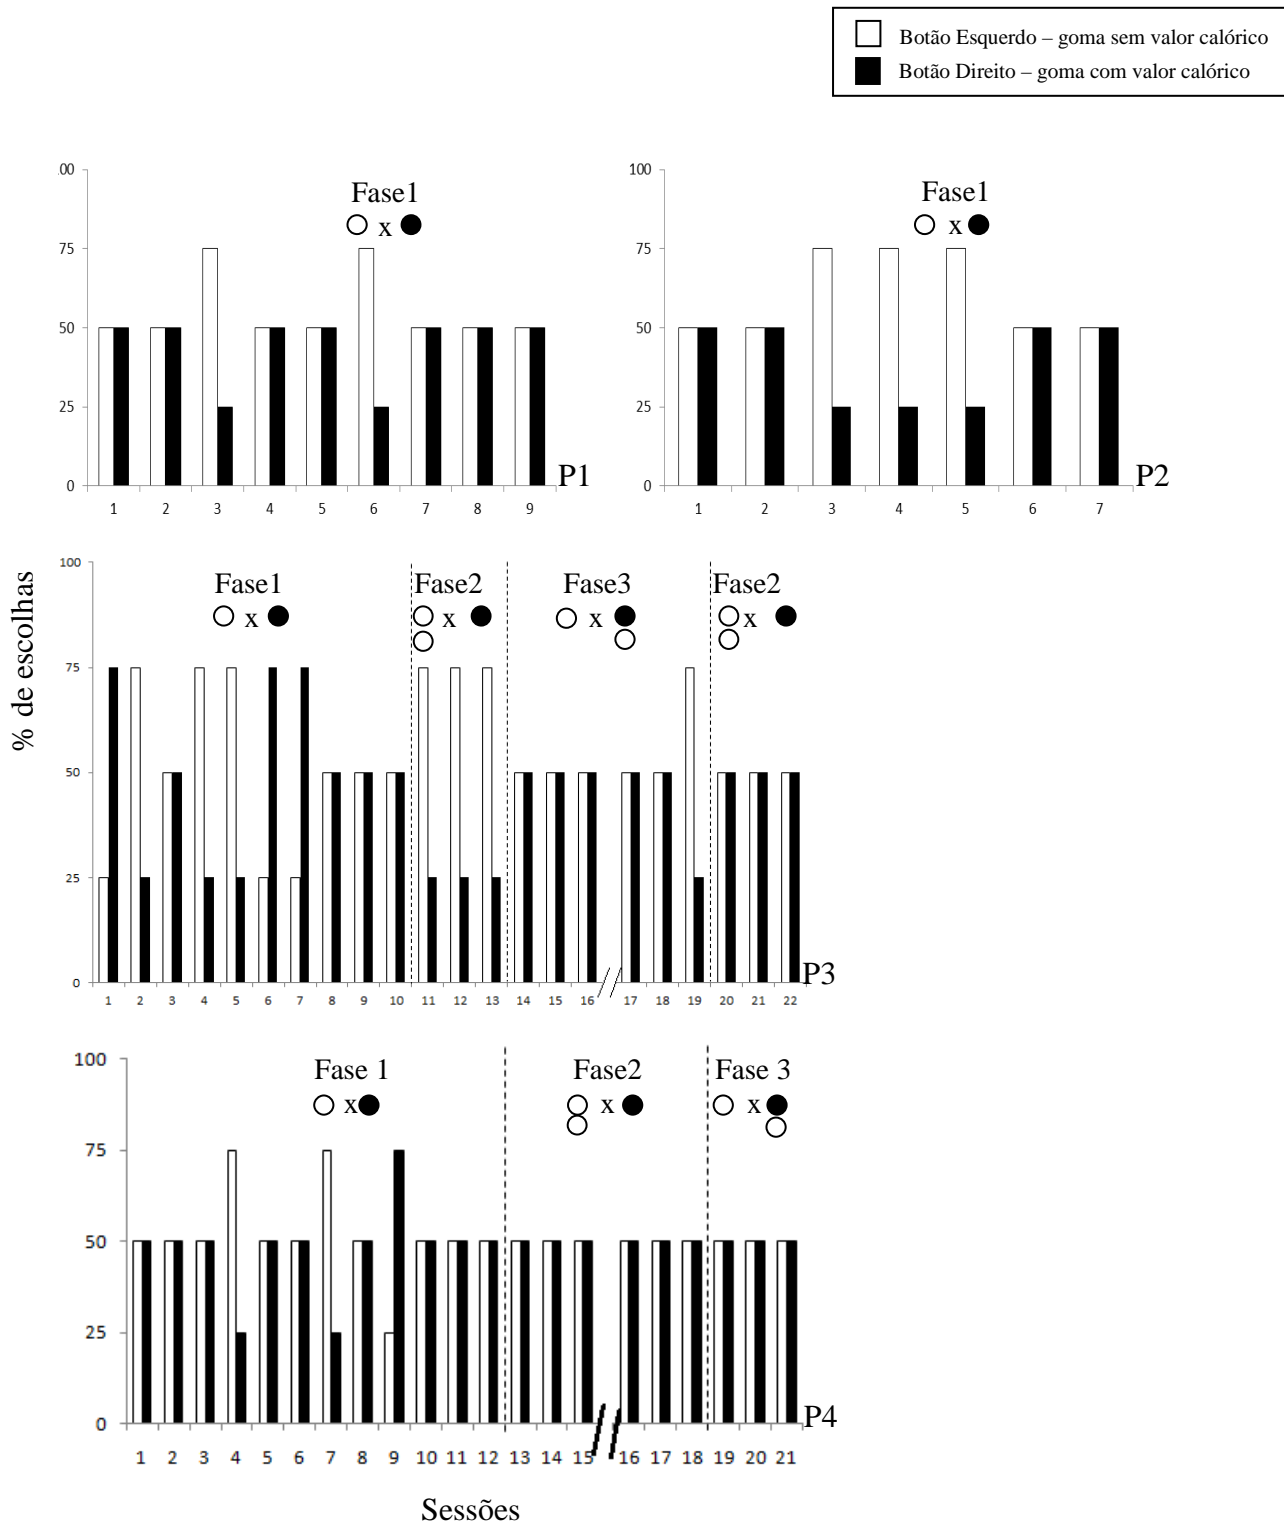 Botão Esquerdo – goma sem valor calórico
Botão Direito – goma com valor calórico
00
75
50
25
0
Fase1
x
1 2 3 4 5 6 7 8 9
P1
100
75
50
25
0
Fase1
x
1 2 3 4 5 6 7
P2
% de escolhas
100
75
50
25
0
Fase1 Fase2 Fase3 Fase2
x x x x
1 2 3 4 5 6 7 8 9 10 11 12 13 14 15 16 17 18 19 20 21 22
P3
100
75
50
25
0
Fase 1 Fase2 Fase 3
x x x
1 2 3 4 5 6 7 8 9 10 11 12 13 14 15 16 17 18 19 20 21
P4
Sessões